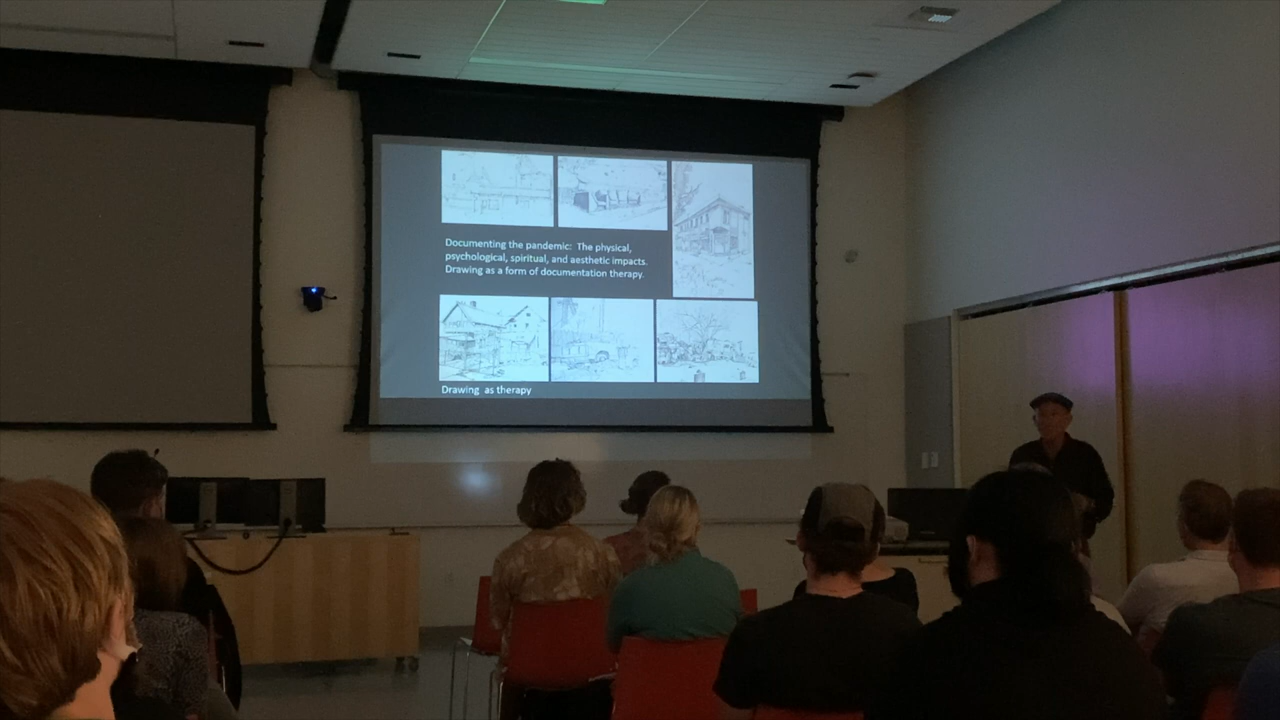 Documenting the pandemic:  The physical,
psychological, spiritual, and aesthetic impacts.
Drawing as a form of documentation therapy.
Drawing  as therapy